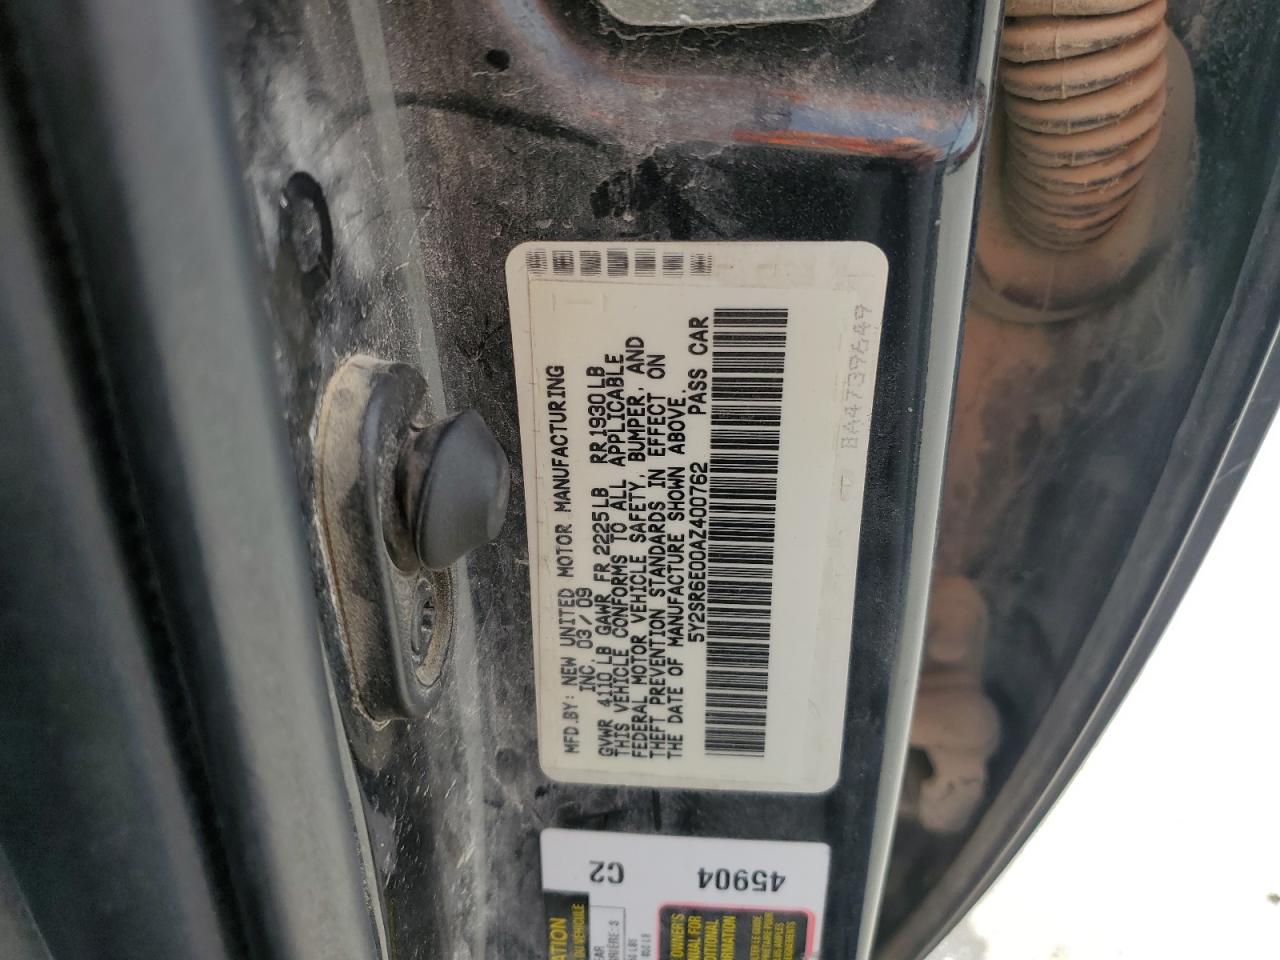 MFD.BY: NEW UNITED MOTOR MANUFACTURING
INC 03/09
GVWR 4110 LB GAWR FR 2225 LB RR 1930 LB
THIS VEHICLE CONFORMS TO ALL APPLICABLE
FEDERAL MOTOR VEHICLE SAFETY, BUMPER, AND
THEFT PREVENTION STANDARDS IN EFFECT ON
THE DATE OF MANUFACTURE SHOWN ABOVE.
5Y2SR6E00AZ400762 PASS CAR
BA4739649
45904
C2